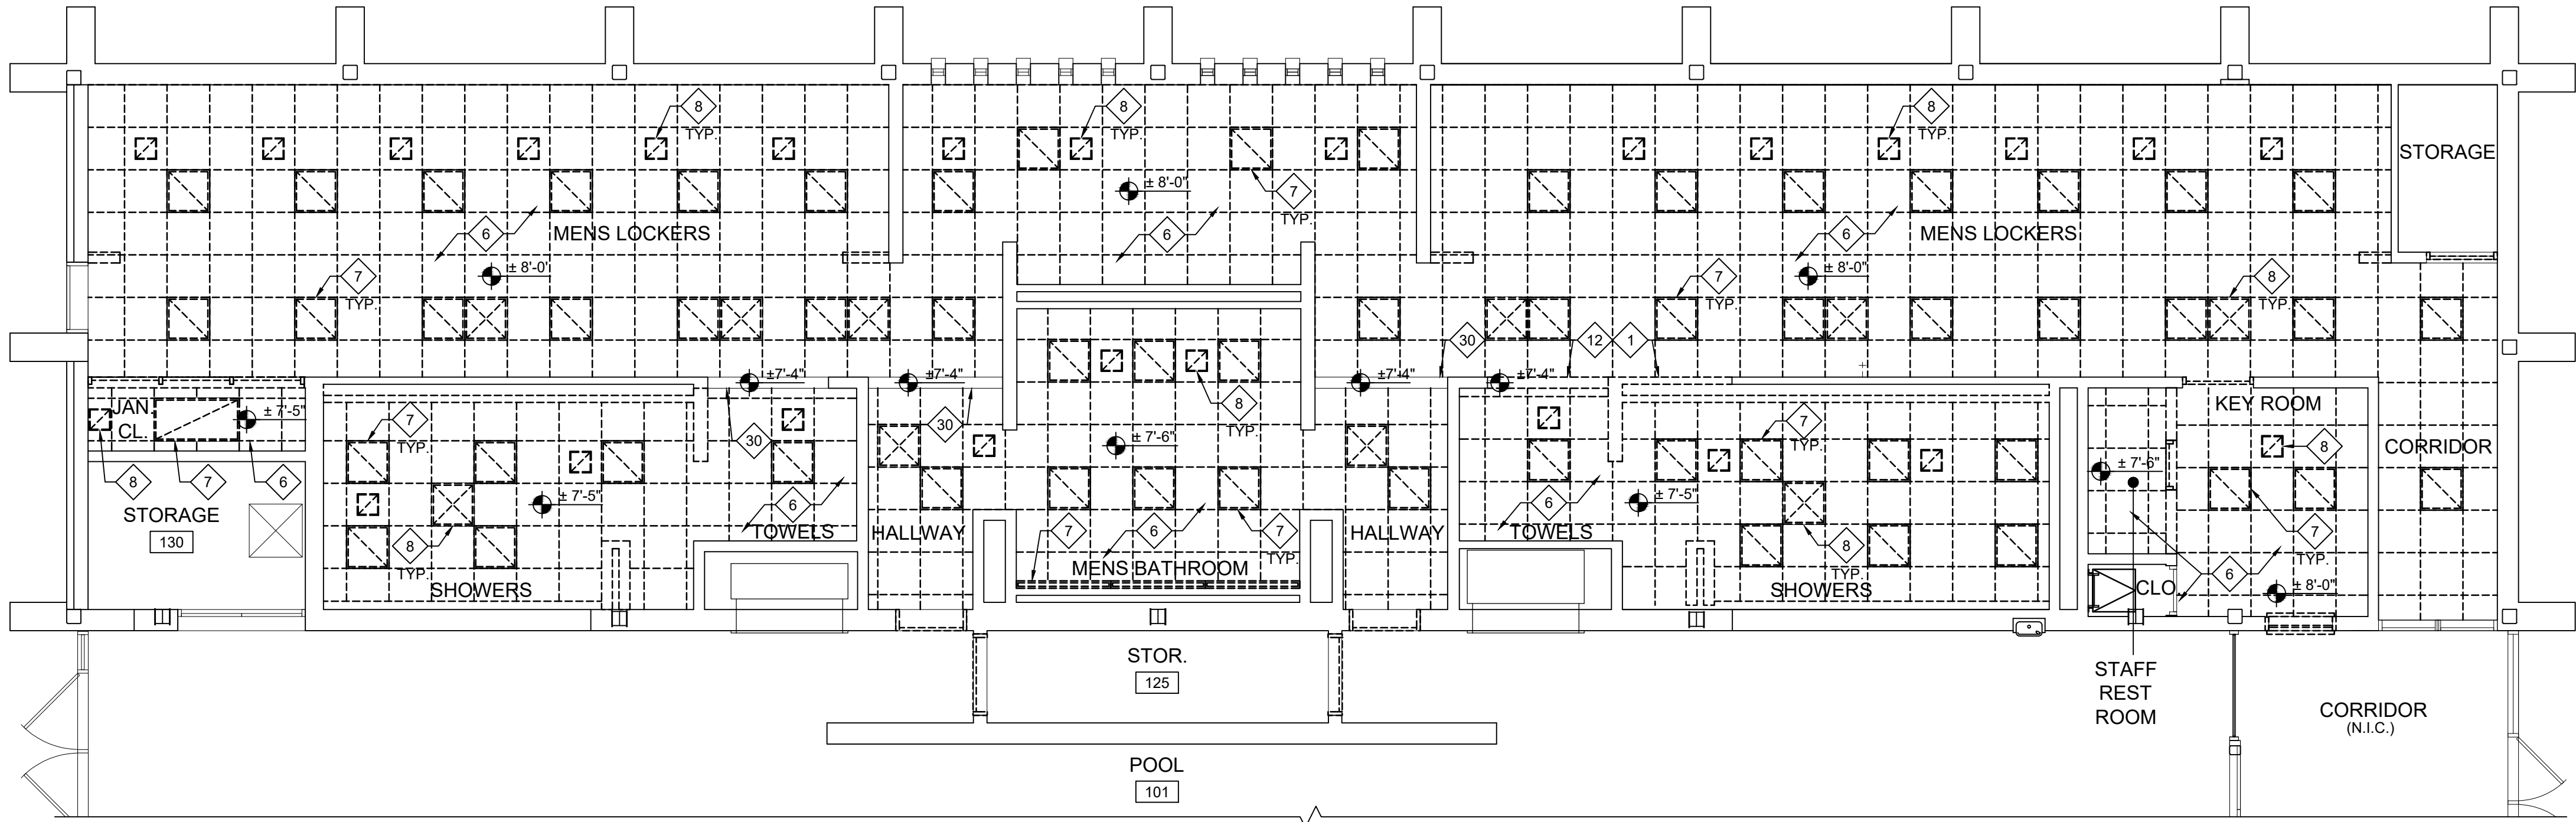 8
TYP.
8
TYP.
8
TYP.
STORAGE
± 8'-0"
7
TYP.
6
MENS LOCKERS
6
6
MENS LOCKERS
± 8'-0"
7
TYP.
± 8'-0"
7
TYP.
8
TYP.
30
12
1
±7'-4"
±7'-4"
±7'-4"
±7'-4"
JAN.
CL.
± 7'-5"
7
TYP.
8
TYP.
7
TYP.
KEY ROOM
30
30
± 7'-6"
8
CORRIDOR
± 7'-6"
8
7
6
± 7'-5"
6
6
± 7'-5"
STORAGE
130
TOWELS
HALLWAY
7
6
7
TYP.
HALLWAY
TOWELS
7
TYP.
8
TYP.
8
TYP.
MENS BATHROOM
6
SHOWERS
SHOWERS
CLO.
± 8'-0"
STOR.
125
STAFF
REST
ROOM
CORRIDOR
(N.I.C.)
POOL
101